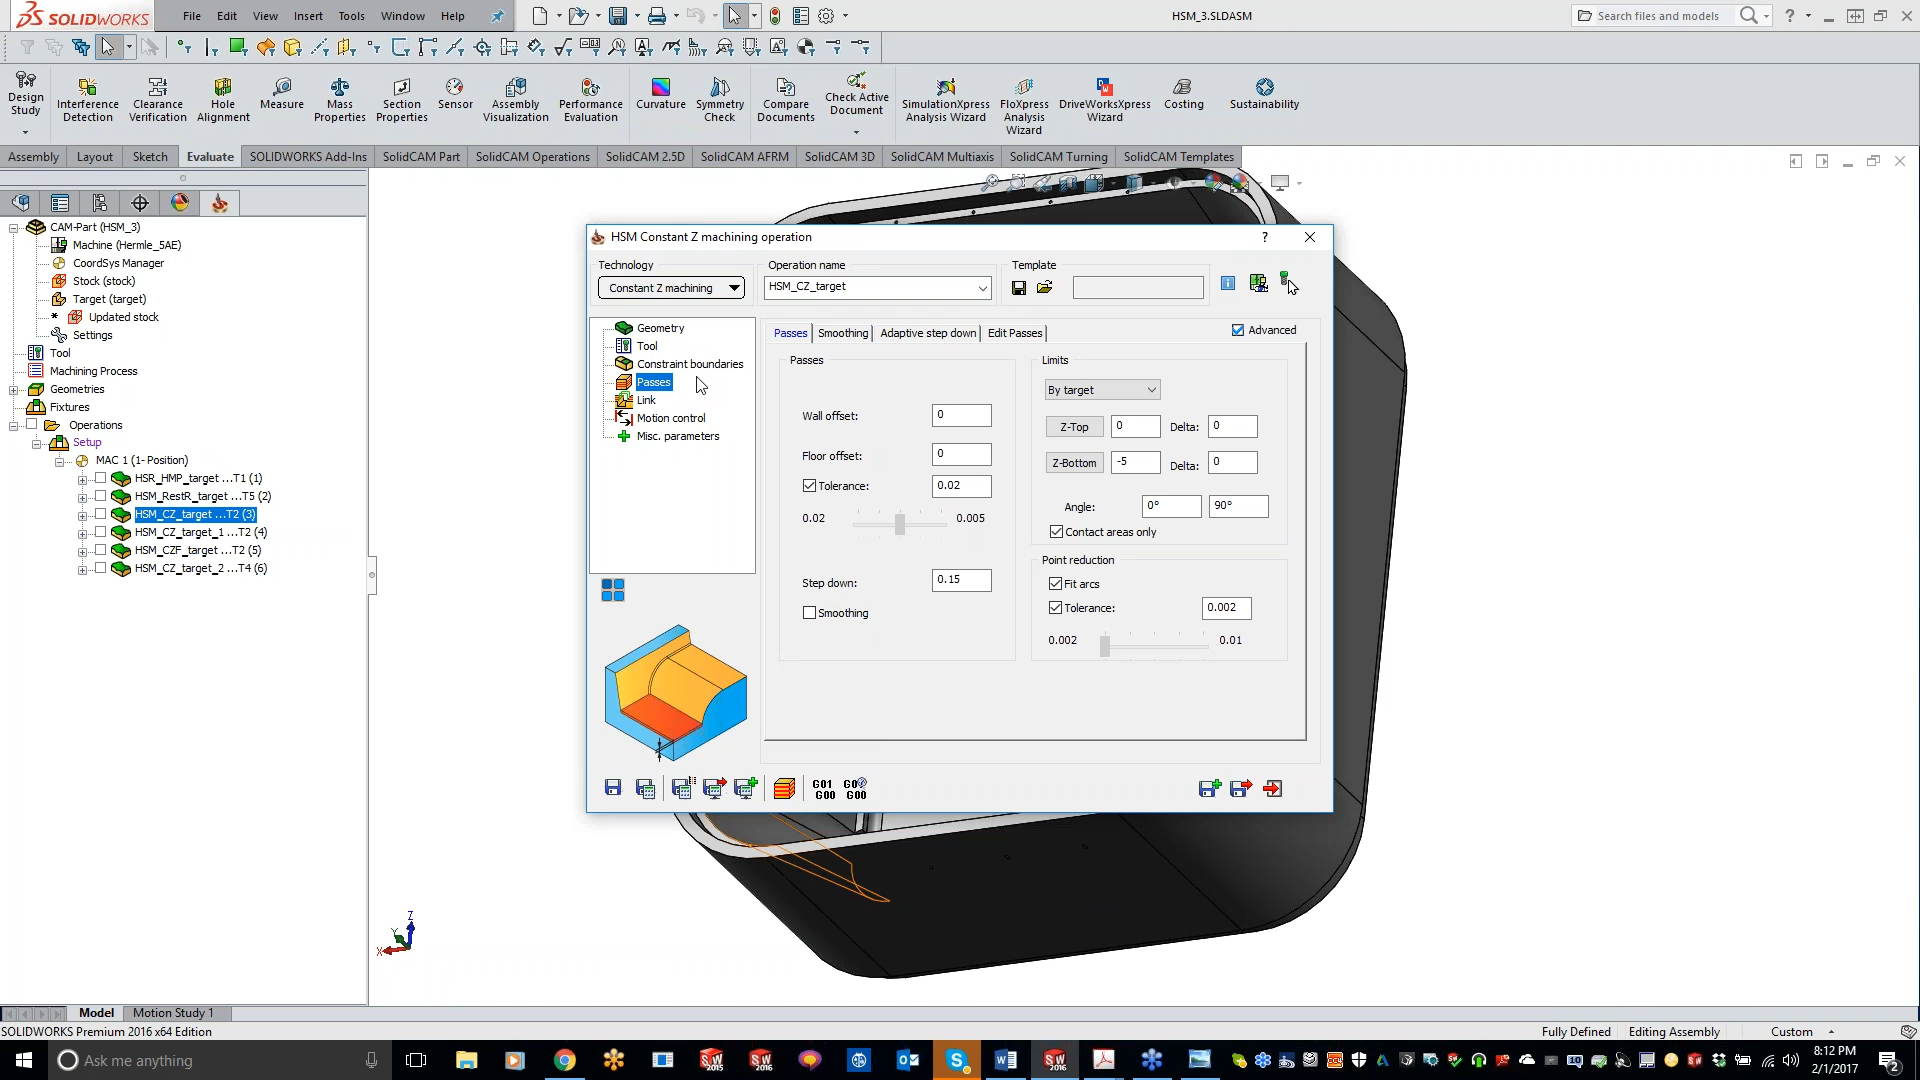 SOLIDWORKS
File Edit View Insert Tools Window Help
HSM_3.SLDASM
Search files and models
Design Study
Interference Detection
Clearance Verification
Hole Alignment
Measure
Mass Properties
Section Properties
Sensor
Assembly Visualization
Performance Evaluation
Curvature
Symmetry Check
Compare Documents
Check Active Document
SimulationXpress Analysis Wizard
FloXpress Analysis Wizard
DriveWorksXpress Wizard
Costing
Sustainability
Assembly Layout Sketch Evaluate SOLIDWORKS Add-Ins SolidCAM Part SolidCAM Operations SolidCAM 2.5D SolidCAM AFRM SolidCAM 3D SolidCAM Multiaxis SolidCAM Turning SolidCAM Templates
CAM-Part (HSM_3)
Machine (Hermle_5AE)
CoordSys Manager
Stock (stock)
Target (target)
* Updated stock
Settings
Tool
Machining Process
Geometries
Fixtures
Operations
Setup
MAC 1 (1- Position)
HSR_HMP_target ...T1 (1)
HSM_RestR_target ...T5 (2)
HSM_CZ_target ...T2 (3)
HSM_CZ_target_1 ...T2 (4)
HSM_CZF_target ...T2 (5)
HSM_CZ_target_2 ...T4 (6)
HSM Constant Z machining operation
? 
Technology
Constant Z machining
Operation name
HSM_CZ_target
Template
Geometry
Tool
Constraint boundaries
Passes
Link
Motion control
Misc. parameters
Passes Smoothing Adaptive step down Edit Passes
Advanced
Passes
Wall offset: 0
Floor offset: 0
Tolerance: 0.02
0.02 0.005
Step down: 0.15
Smoothing
Limits
By target
Z-Top 0 Delta: 0
Z-Bottom -5 Delta: 0
Angle: 0° 90°
Contact areas only
Point reduction
Fit arcs
Tolerance: 0.002
0.002 0.01
G01 G00
G00
Z
Y
X
Model Motion Study 1
SOLIDWORKS Premium 2016 x64 Edition
Fully Defined Editing Assembly Custom
Ask me anything
8:12 PM
2/1/2017